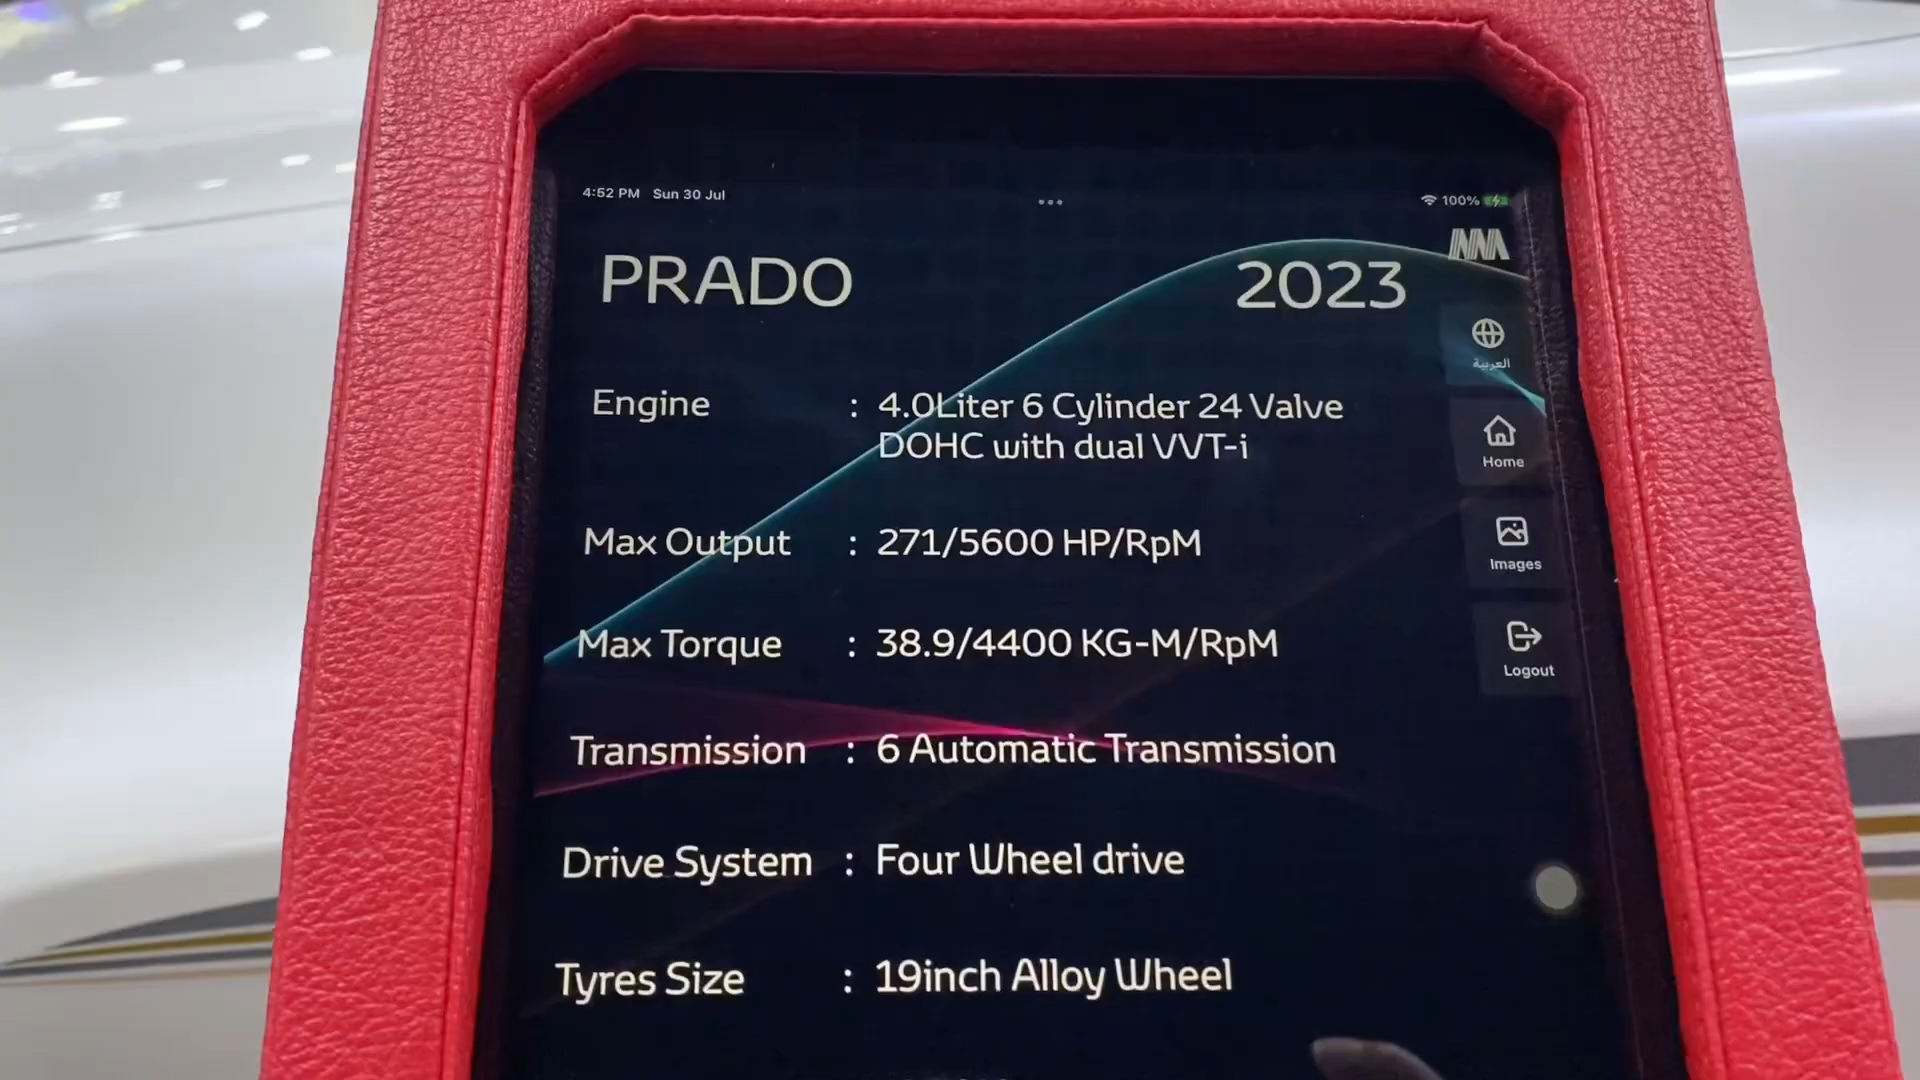 4:52 PM Sun 30 Jul
100%
PRADO 2023
العربية
Engine : 4.0Liter 6 Cylinder 24 Valve
DOHC with dual VVT-i
Home
Max Output : 271/5600 HP/RpM
Images
Max Torque : 38.9/4400 KG-M/RpM
Logout
Transmission : 6 Automatic Transmission
Drive System : Four Wheel drive
Tyres Size : 19inch Alloy Wheel